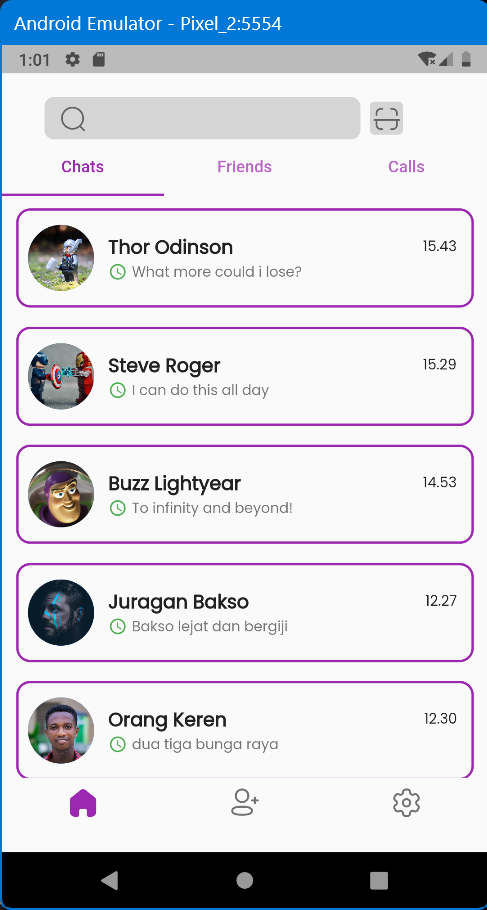 Android Emulator - Pixel_2:5554
1:01
Chats Friends Calls
Thor Odinson 15.43
What more could i lose?
Steve Roger 15.29
I can do this all day
Buzz Lightyear 14.53
To infinity and beyond!
Juragan Bakso 12.27
Bakso lejat dan bergiji
Orang Keren 12.30
dua tiga bunga raya